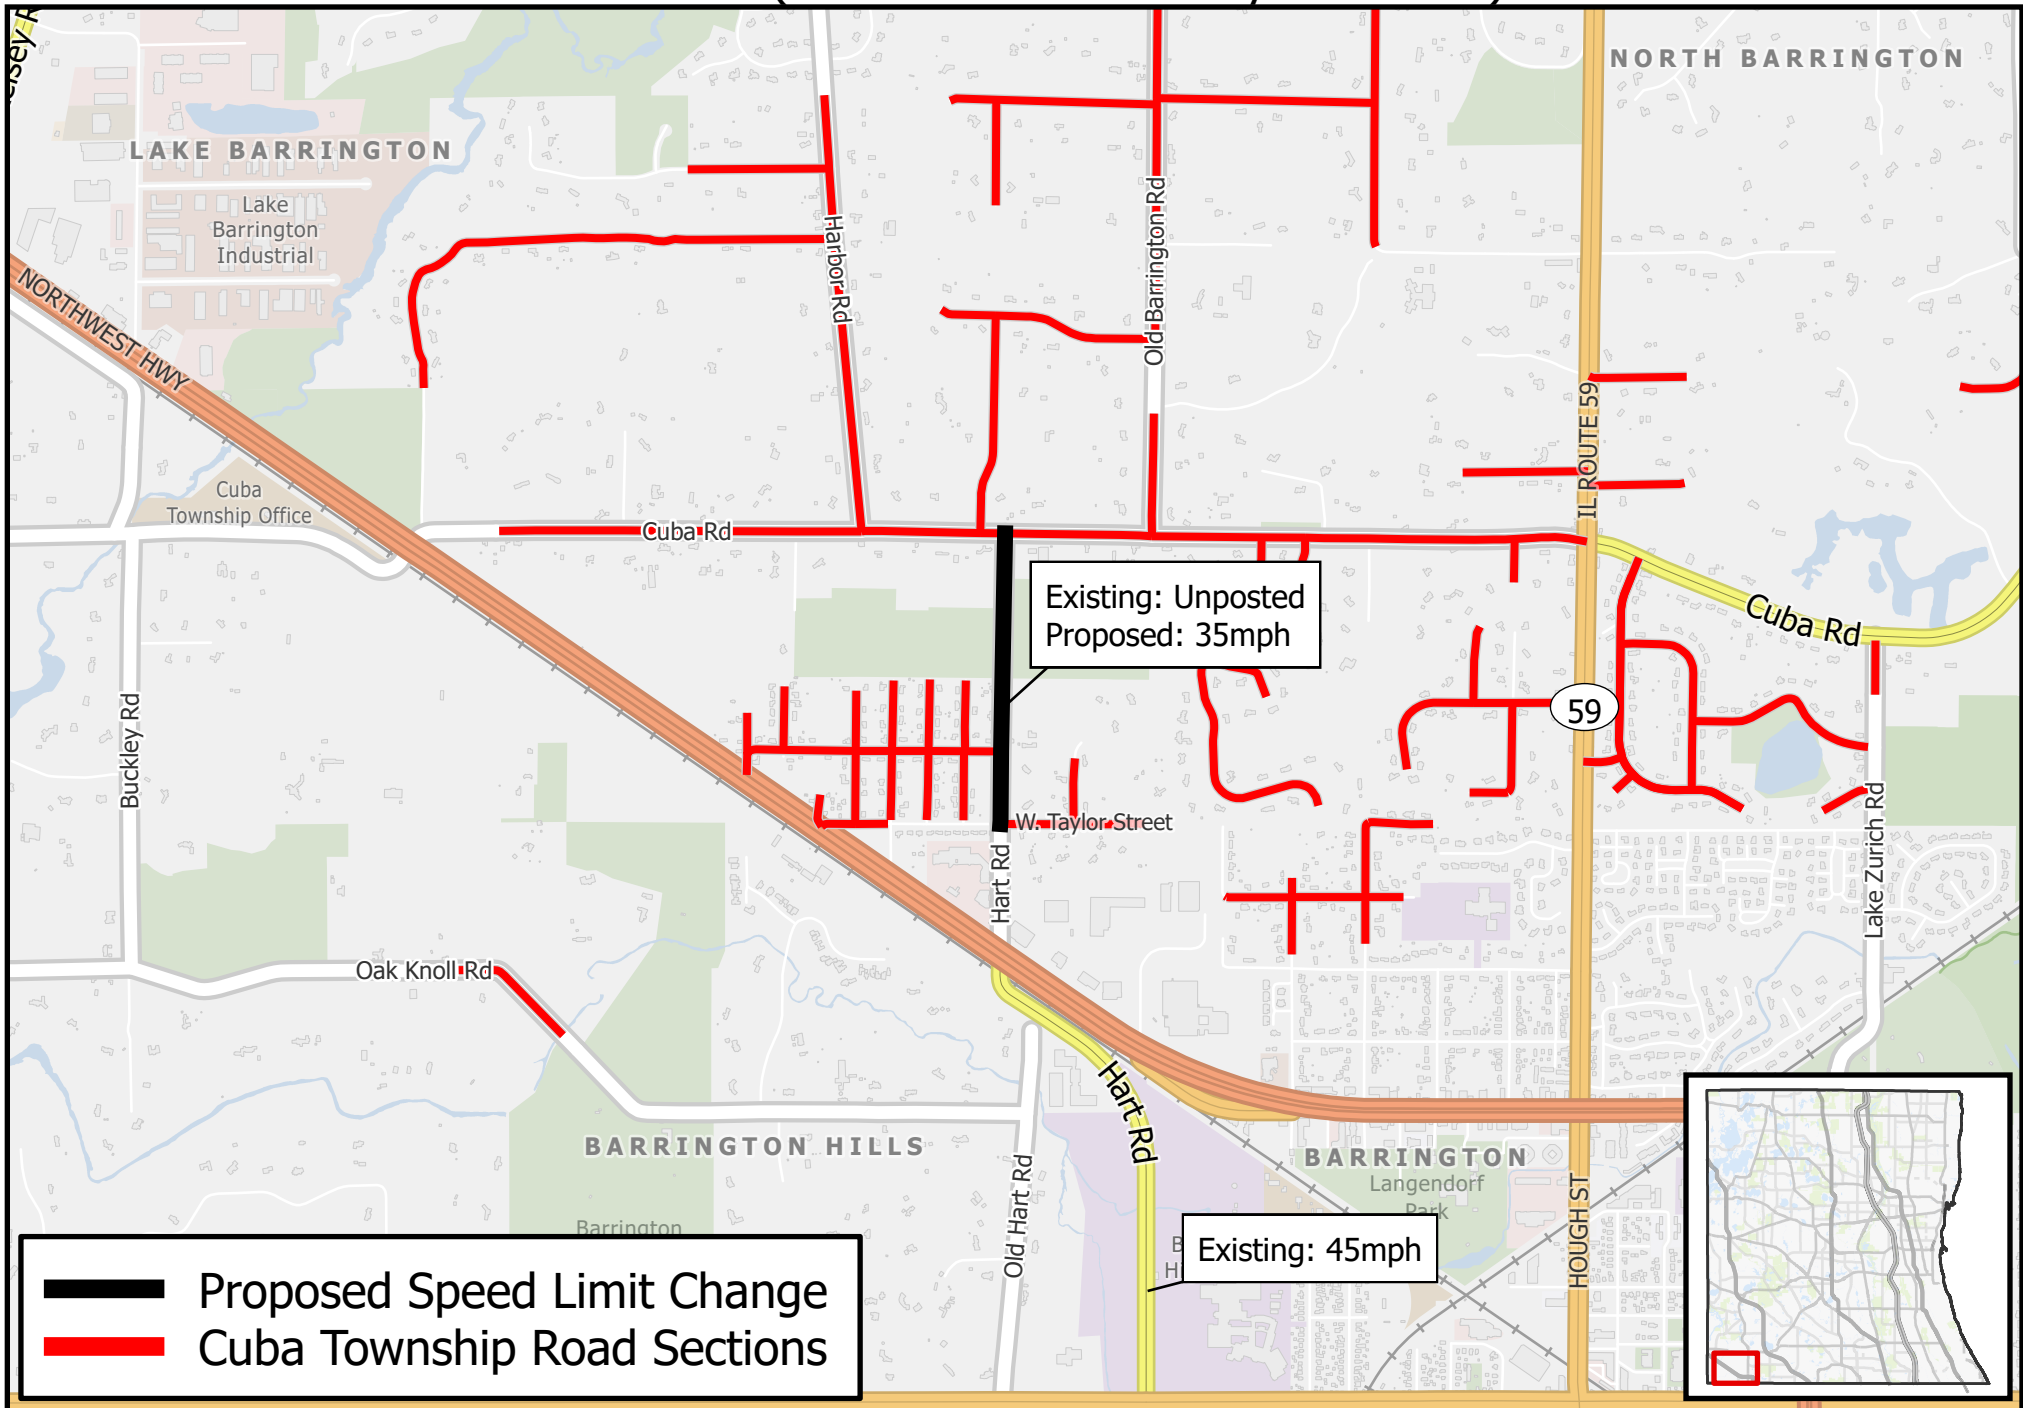 NORTH BARRINGTON
LAKE BARRINGTON
Lake
Barrington
Industrial
Harbor Rd
Old Barrington Rd
NORTHWEST HWY
IL ROUTE 59
Cuba
Township Office
Cuba Rd
Existing: Unposted
Proposed: 35mph
Cuba Rd
59
Buckley Rd
W. Taylor Street
Hart Rd
Lake Zurich Rd
Oak Knoll Rd
Hart Rd
BARRINGTON HILLS
BARRINGTON
Langendorf
Park
Old Hart Rd
HOUGH ST
Barrington
Existing: 45mph
Proposed Speed Limit Change
Cuba Township Road Sections